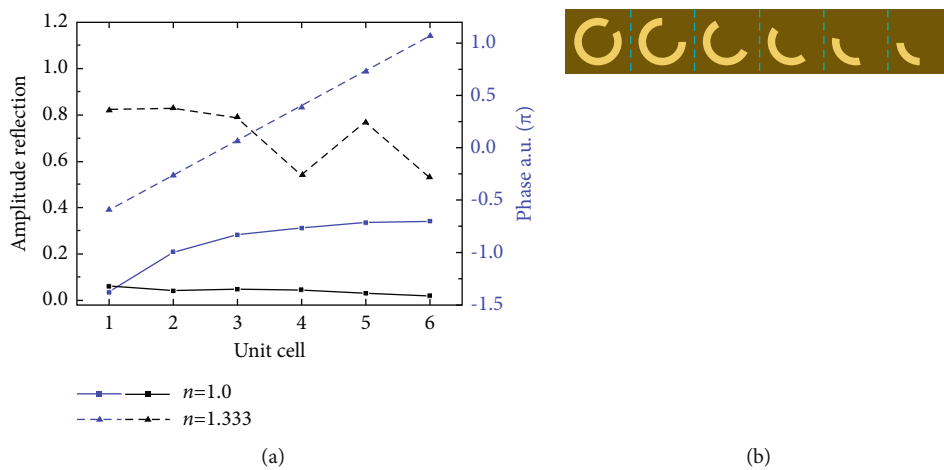 1.2
1.0
0.8
0.6
0.4
0.2
0.0
Amplitude reflection
1.0
0.5
0.0
-0.5
-1.0
-1.5
Phase a.u. (π)
1 2 3 4 5 6
Unit cell
n=1.0
n=1.333
(a)
(b)